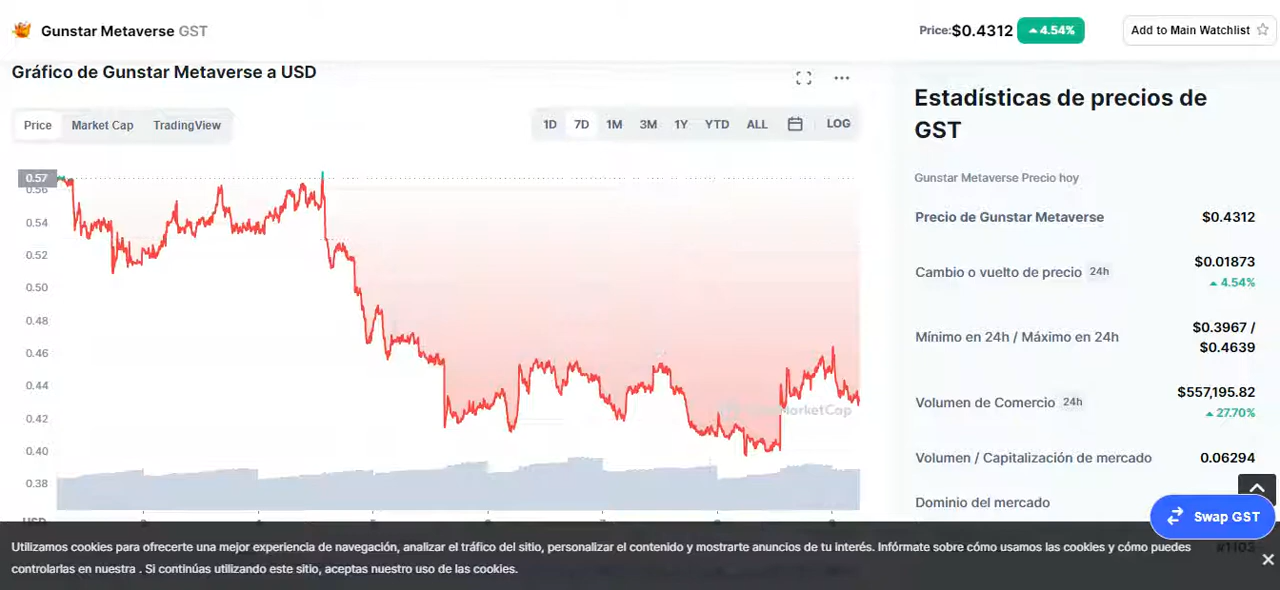 Gunstar Metaverse GST
Price:$0.4312 4.54% Add to Main Watchlist
Gráfico de Gunstar Metaverse a USD
Price Market Cap TradingView
1D 7D 1M 3M 1Y YTD ALL LOG
0.57
0.56
0.54
0.52
0.50
0.48
0.46
0.44
0.42
0.40
0.38
USD
MarketCap
Estadísticas de precios de
GST
Gunstar Metaverse Precio hoy
Precio de Gunstar Metaverse $0.4312
Cambio o vuelto de precio 24h $0.01873
4.54%
Mínimo en 24h / Máximo en 24h $0.3967 /
$0.4639
Volumen de Comercio 24h $557,195.82
27.70%
Volumen / Capitalización de mercado 0.06294
Dominio del mercado
Swap GST
#1103
Utilizamos cookies para ofrecerte una mejor experiencia de navegación, analizar el tráfico del sitio, personalizar el contenido y mostrarte anuncios de tu interés. Infórmate sobre cómo usamos las cookies y cómo puedes
controlarlas en nuestra . Si continúas utilizando este sitio, aceptas nuestro uso de las cookies.